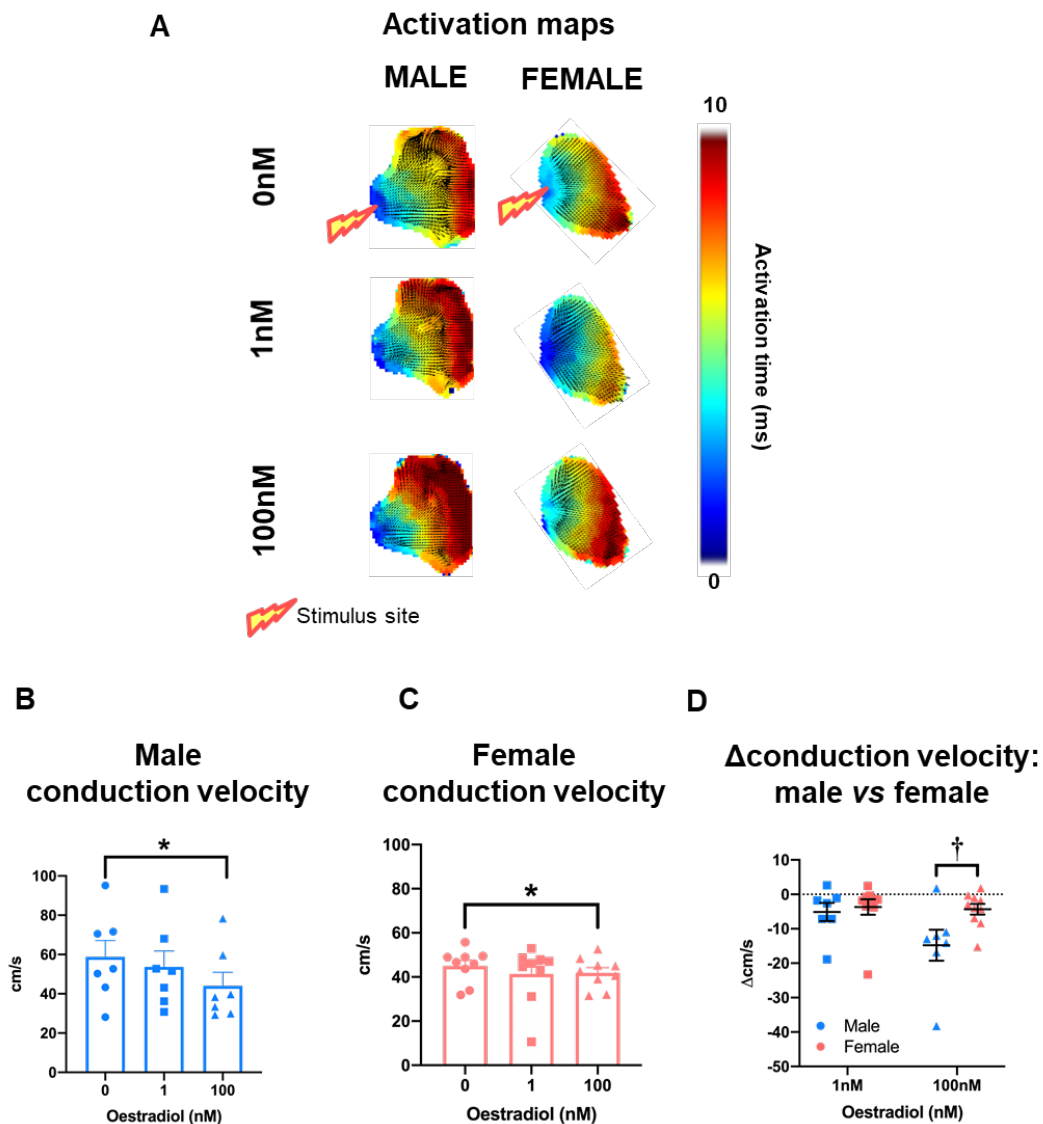 A
Activation maps
MALE
FEMALE
0nM
1nM
100nM
10
Activation time (ms)
0
Stimulus site
B
Male
conduction velocity
*
100
80
60
40
20
0
cm/s
0
1
100
Oestradiol (nM)
C
Female
conduction velocity
*
100
80
60
40
20
0
cm/s
0
1
100
Oestradiol (nM)
D
Δconduction velocity:
male vs female
†
10
0
-10
-20
-30
-40
-50
Δcm/s
Male
Female
1nM
100nM
Oestradiol (nM)